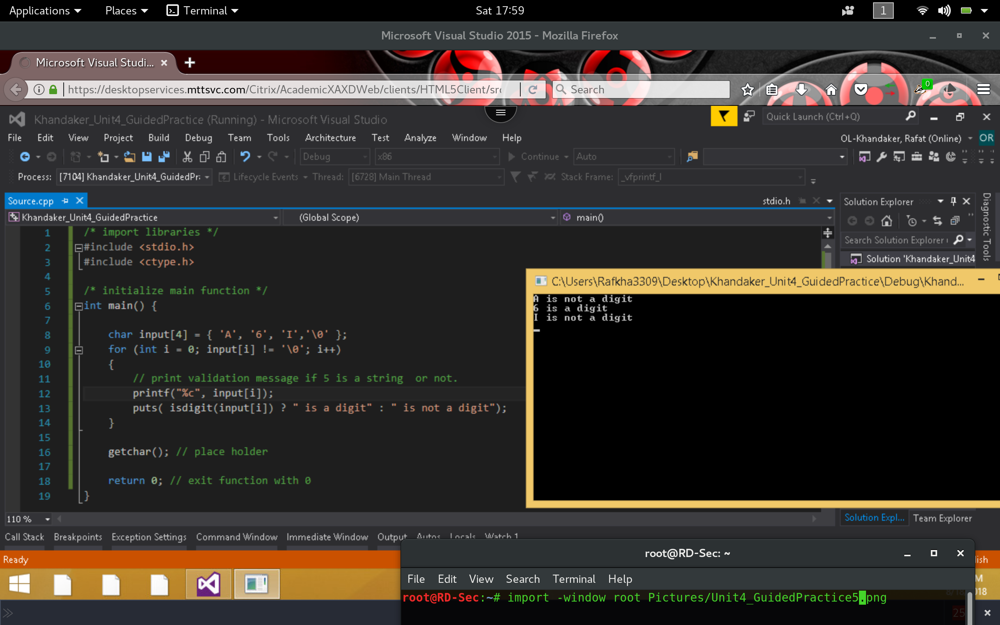 Applications Places Terminal Sat 17:59 1
Microsoft Visual Studio 2015 - Mozilla Firefox
Microsoft Visual Studi...
https://desktopservices.mttsvc.com/Citrix/AcademicXAXDWeb/clients/HTML5Client/src Search 0
Khandaker_Unit4_GuidedPractice (Running) - Microsoft Visual Studio Quick Launch (Ctrl+Q)
File Edit View Project Build Debug Team Tools Architecture Test Analyze Window Help OL-Khandaker, Rafat (Online) OR
Debug x86 Continue Auto
Process: [7104] Khandaker_Unit4_GuidedPr: Lifecycle Events Thread: [6728] Main Thread Stack Frame: _vfprintf_l
Source.cpp stdio.h Solution Explorer
Khandaker_Unit4_GuidedPractice (Global Scope) main()
Diagnostic Tools
Search Solution Explorer
Solution 'Khandaker_Unit4
1 /* import libraries */
2 #include <stdio.h>
3 #include <ctype.h>
4
5 /* initialize main function */
6 int main() {
7
8 char input[4] = { 'A', '6', 'I','\0' };
9 for (int i = 0; input[i] != '\0'; i++)
10 {
11 // print validation message if 5 is a string  or not.
12 printf("%c", input[i]);
13 puts( isdigit(input[i]) ? " is a digit" : " is not a digit");
14 }
15
16 getchar(); // place holder
17
18 return 0; // exit function with 0
19 }
C:\Users\Rafkha3309\Desktop\Khandaker_Unit4_GuidedPractice\Debug\Khand...
A is not a digit
6 is a digit
I is not a digit
110 % Solution Expl... Team Explorer
Call Stack Breakpoints Exception Settings Command Window Immediate Window Output Autos Locals Watch 1
Ready
root@RD-Sec: ~
File Edit View Search Terminal Help
root@RD-Sec:~# import -window root Pictures/Unit4_GuidedPractice5.png
25